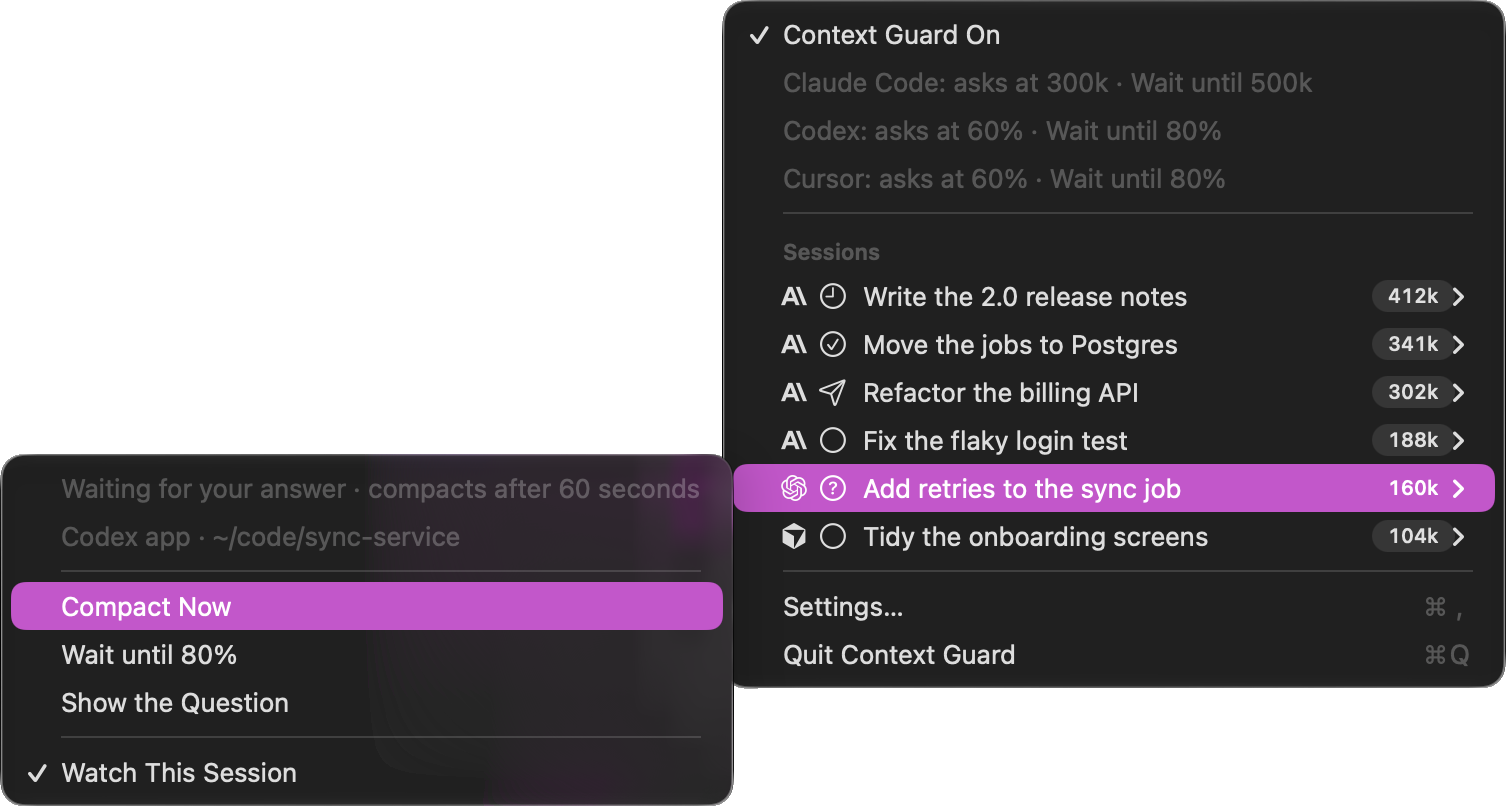 Context Guard On
Claude Code: asks at 300k · Wait until 500k
Codex: asks at 60% · Wait until 80%
Cursor: asks at 60% · Wait until 80%
Sessions
Write the 2.0 release notes 412k
Move the jobs to Postgres 341k
Refactor the billing API 302k
Fix the flaky login test 188k
Add retries to the sync job 160k
Tidy the onboarding screens 104k
Settings... ⌘ ,
Quit Context Guard ⌘Q
Waiting for your answer · compacts after 60 seconds
Codex app · ~/code/sync-service
Compact Now
Wait until 80%
Show the Question
Watch This Session